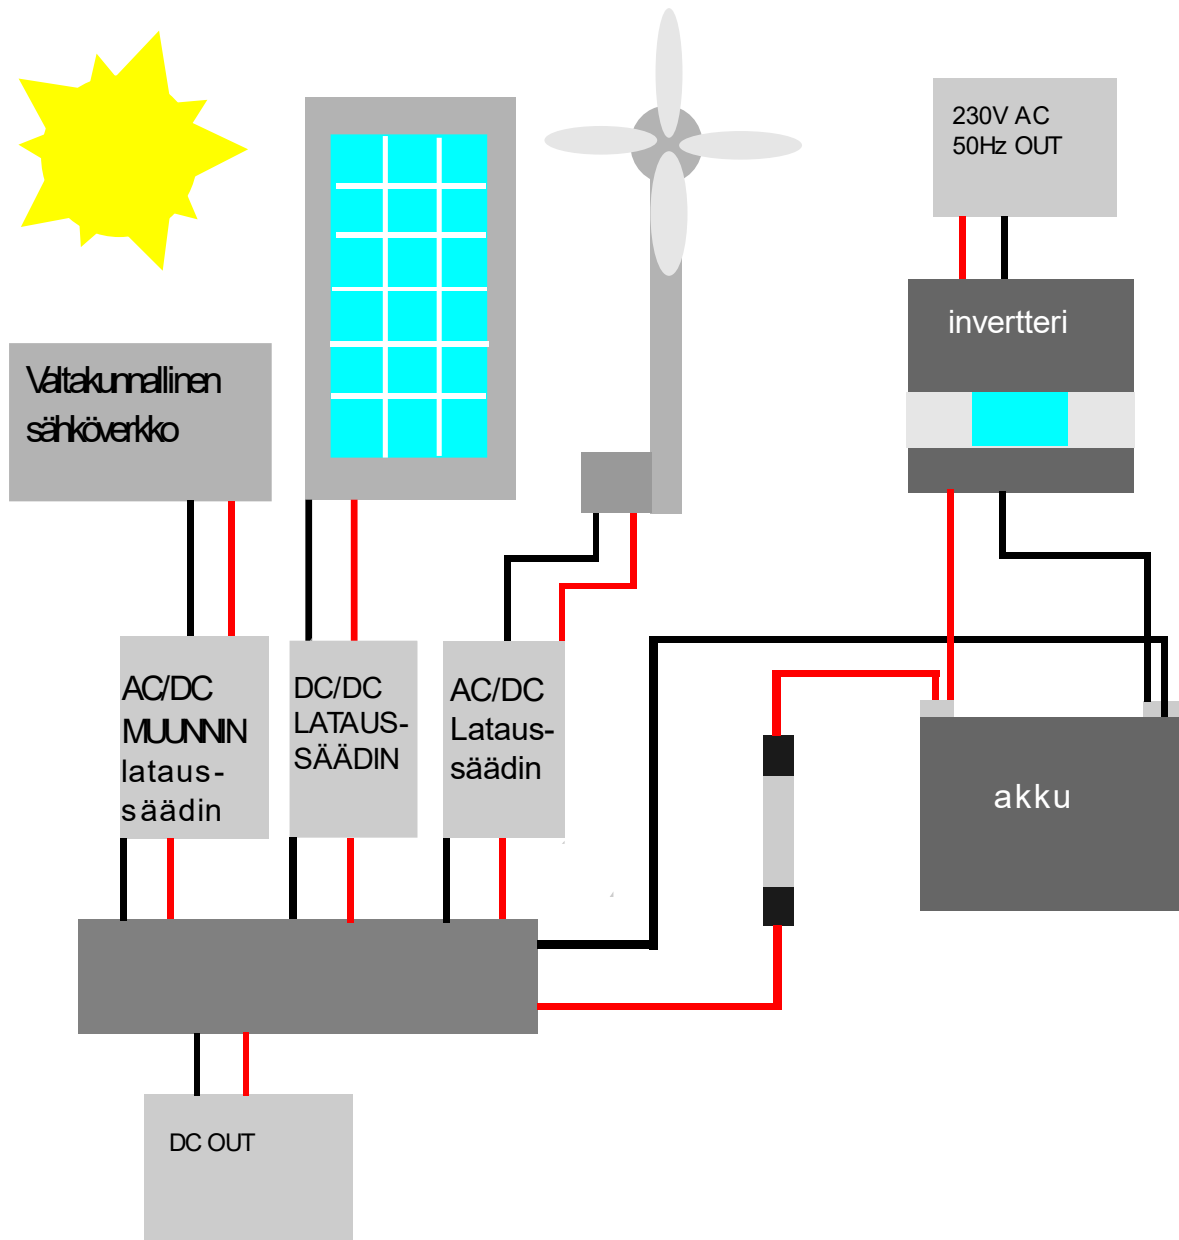 230V AC
50Hz OUT
invertteri
Valtakunnallinen
sähköverkko
AC/DC
MUUNNIN
lataus-
säädin
DC/DC
LATAUS-
SÄÄDIN
AC/DC
Lataus-
säädin
akku
DC OUT